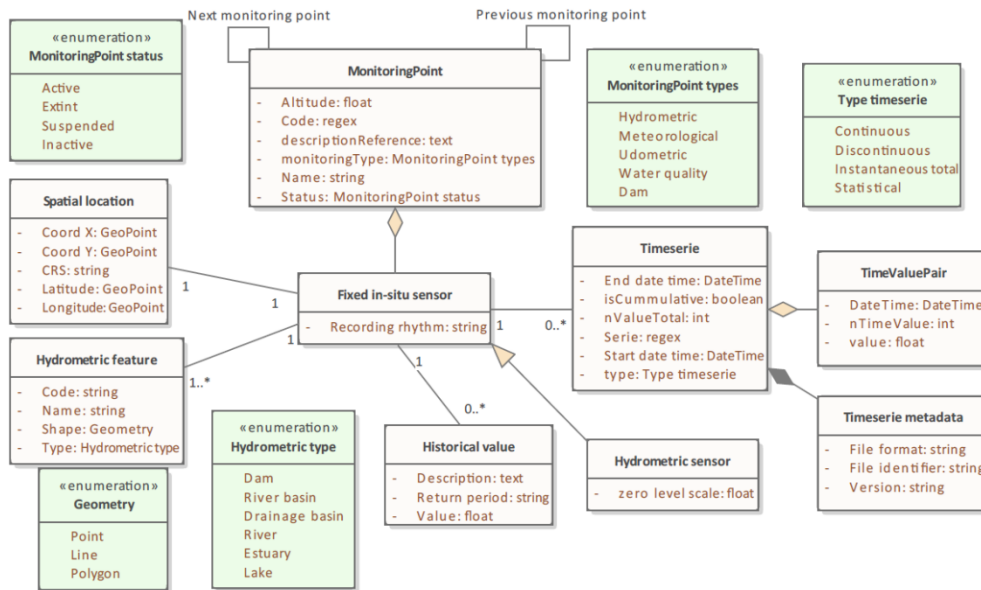 Next monitoring point
Previous monitoring point
«enumeration»
MonitoringPoint status
Active
Extint
Suspended
Inactive
MonitoringPoint
- Altitude: float
- Code: regex
- descriptionReference: text
- monitoringType: MonitoringPoint types
- Name: string
- Status: MonitoringPoint status
«enumeration»
MonitoringPoint types
Hydrometric
Meteorological
Udometric
Water quality
Dam
«enumeration»
Type timeserie
Continuous
Discontinuous
Instantaneous total
Statistical
Spatial location
- Coord X: GeoPoint
- Coord Y: GeoPoint
- CRS: string
- Latitude: GeoPoint
- Longitude: GeoPoint
1
1
Fixed in-situ sensor
- Recording rhythm: string
1
0..*
Timeserie
- End date time: DateTime
- isCummulative: boolean
- nValueTotal: int
- Serie: regex
- Start date time: DateTime
- type: Type timeserie
TimeValuePair
- DateTime: DateTime
- nTimeValue: int
- value: float
Hydrometric feature
- Code: string
- Name: string
- Shape: Geometry
- Type: Hydrometric type
1
1..*
1
0..*
«enumeration»
Geometry
Point
Line
Polygon
«enumeration»
Hydrometric type
Dam
River basin
Drainage basin
River
Estuary
Lake
Historical value
- Description: text
- Return period: string
- Value: float
Hydrometric sensor
- zero level scale: float
Timeserie metadata
- File format: string
- File identifier: string
- Version: string